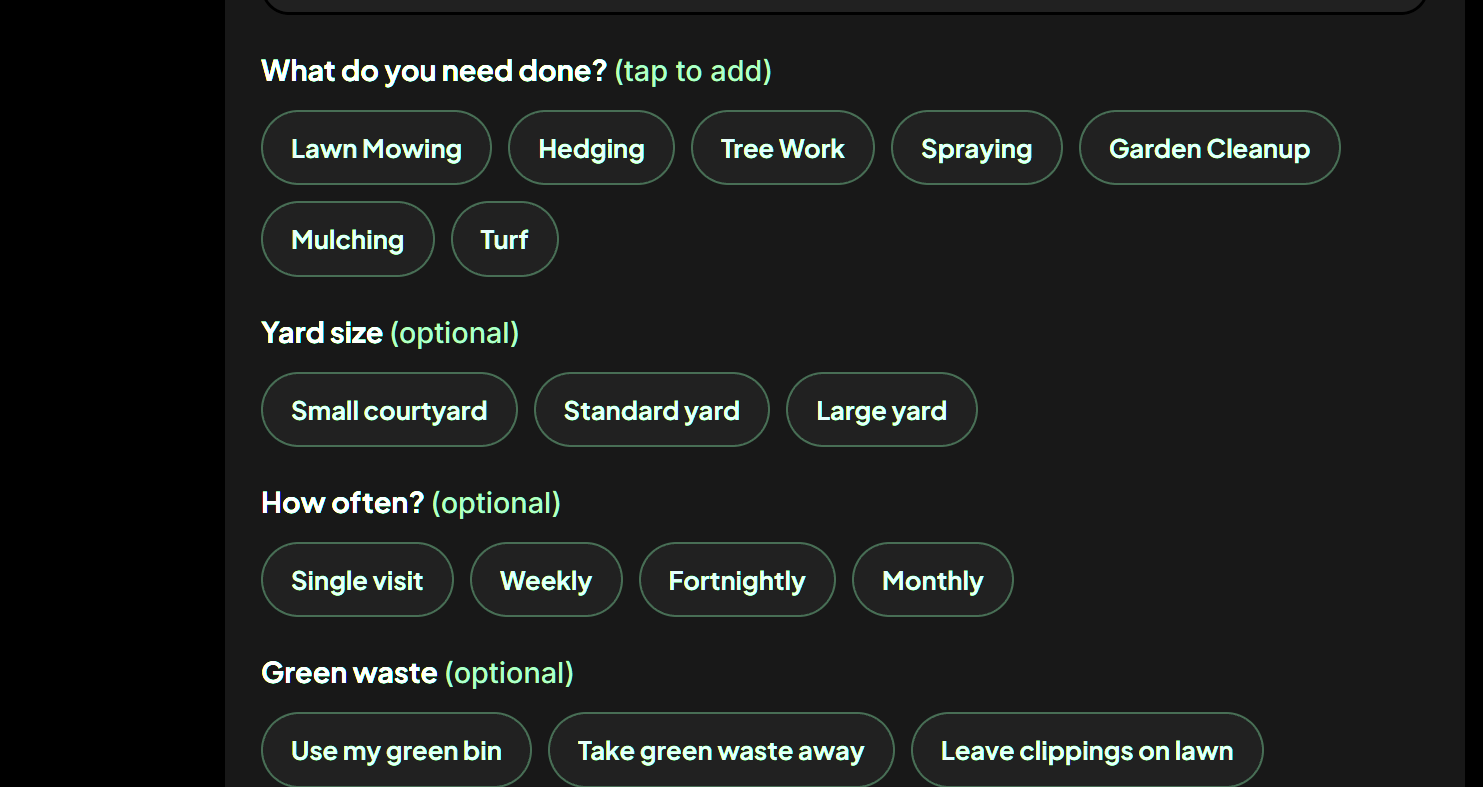 What do you need done? (tap to add)
Lawn Mowing Hedging Tree Work Spraying Garden Cleanup
Mulching Turf
Yard size (optional)
Small courtyard Standard yard Large yard
How often? (optional)
Single visit Weekly Fortnightly Monthly
Green waste (optional)
Use my green bin Take green waste away Leave clippings on lawn